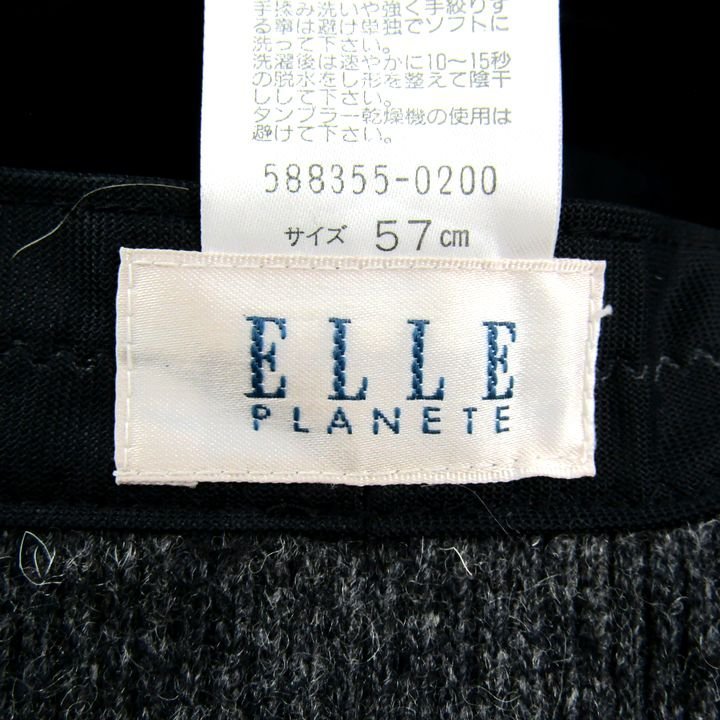 手揉み洗いや強く手絞りす
る事は避け単独でソフトに
洗って下さい。
洗濯後は速やかに10〜15秒
の脱水をし形を整えて陰干
しして下さい。
タンブラー乾燥機の使用は
避けて下さい。
588355-0200
サイズ 57cm
ELLE
PLANETE